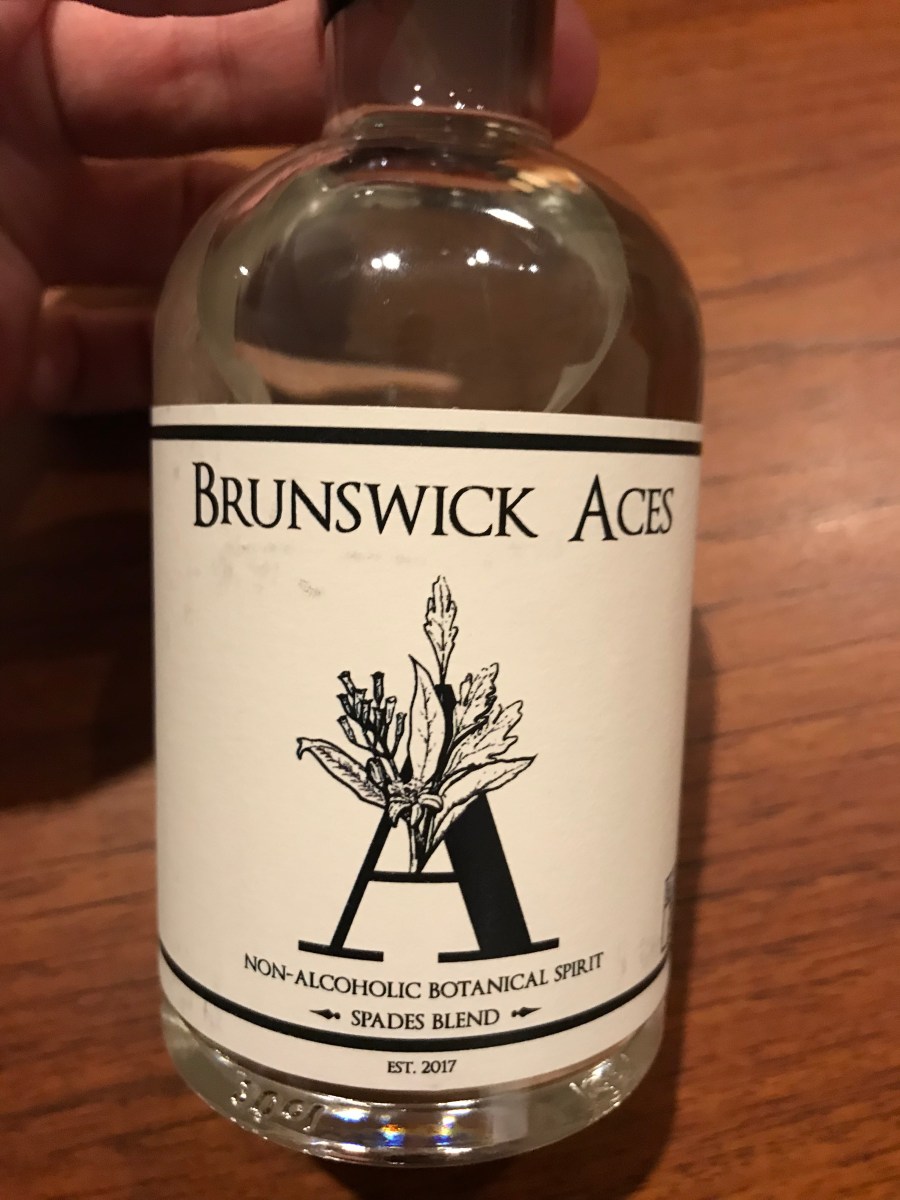 BRUNSWICK ACES
A
NON-ALCOHOLIC BOTANICAL SPIRIT
SPADES BLEND
EST. 2017